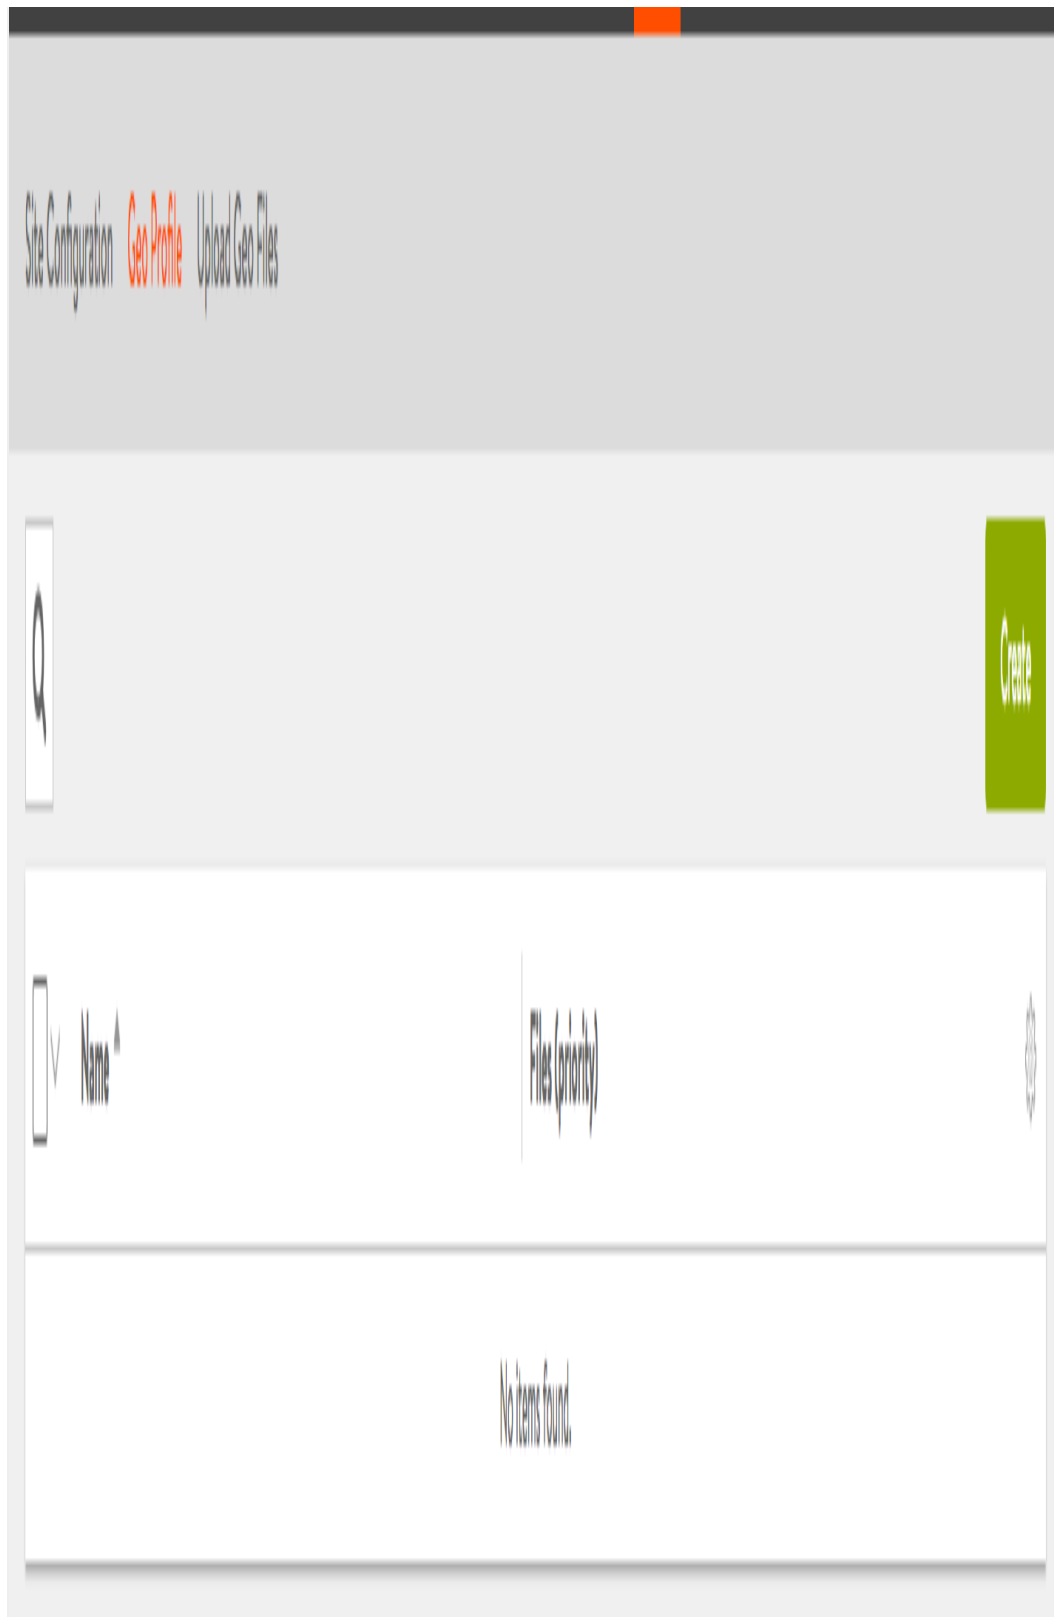 Site Configuration Geo Profile Upload Geo Files
Create
Name Files (priority)
No items found.